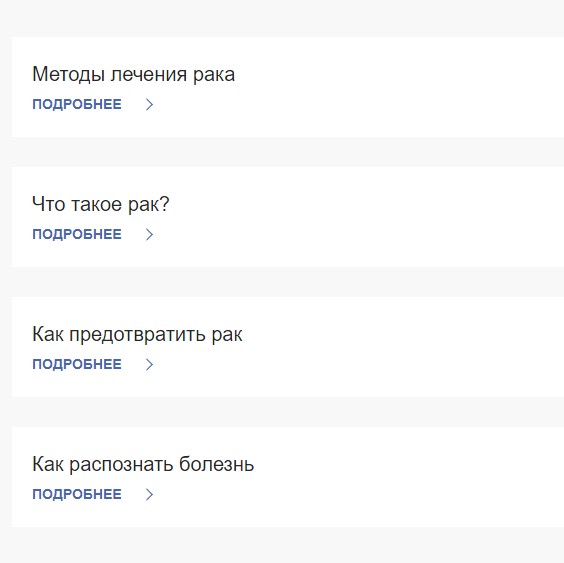 Методы лечения рака
ПОДРОБНЕЕ
Что такое рак?
ПОДРОБНЕЕ
Как предотвратить рак
ПОДРОБНЕЕ
Как распознать болезнь
ПОДРОБНЕЕ